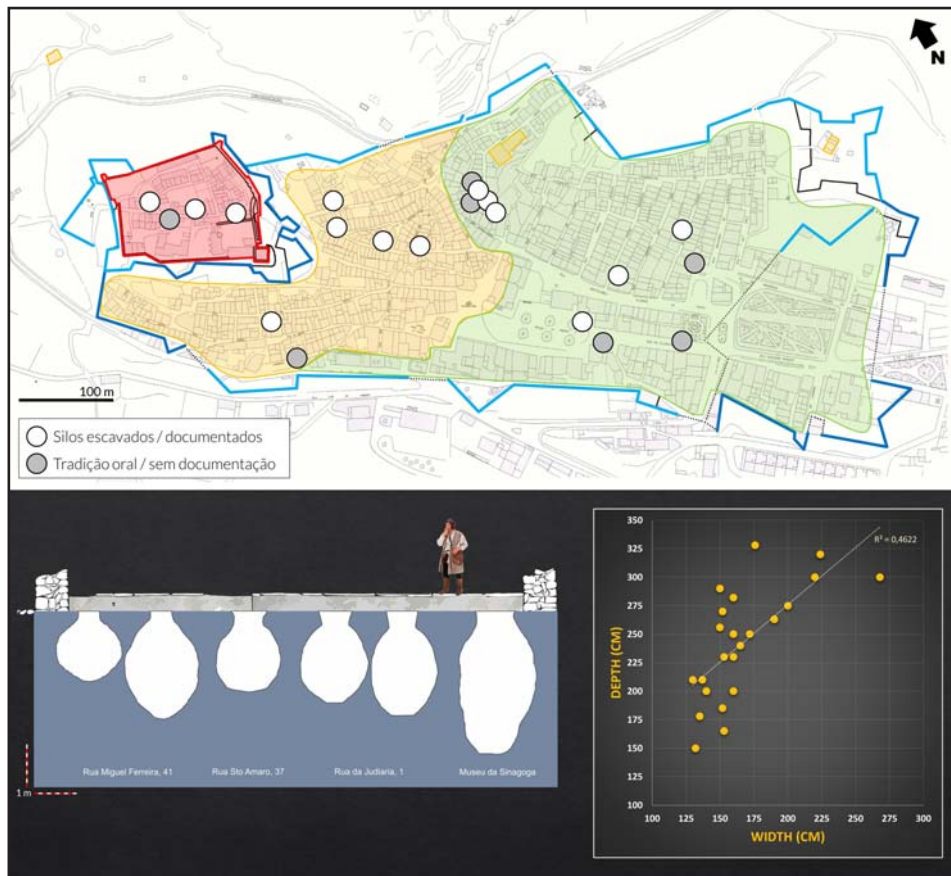 N
100 m
Silos escavados / documentados
Tradição oral / sem documentação
Rua Miguel Ferreira, 41
Rua Sto Amaro, 37
Rua da Judiaria, 1
Museu da Sinagoga
1 m
350
325
300
275
250
225
200
175
150
125
100
DEPTH (CM)
R² = 0,4622
100 125 150 175 200 225 250 275 300
WIDTH (CM)